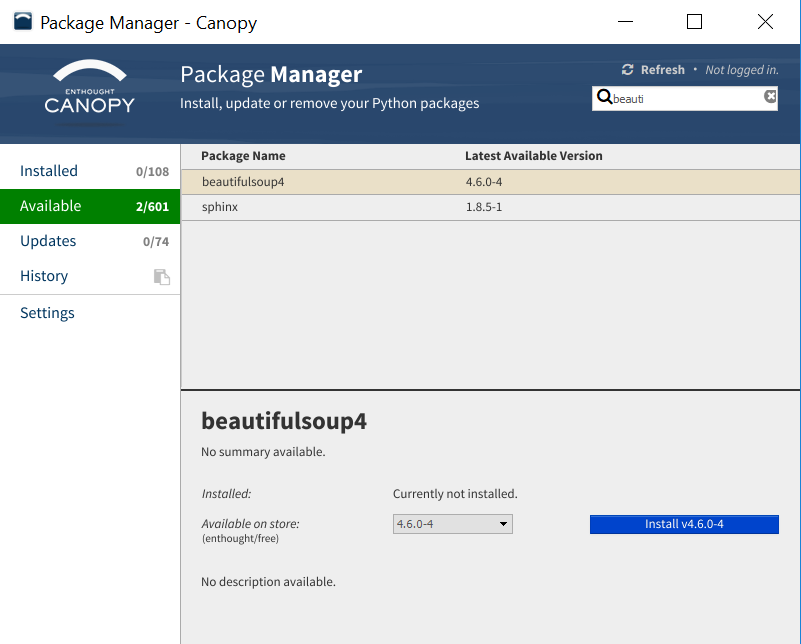 Package Manager - Canopy
ENTHOUGHT
CANOPY
Package Manager
Install, update or remove your Python packages
Refresh • Not logged in.
beauti
Installed 0/108
Available 2/601
Updates 0/74
History
Settings
Package Name Latest Available Version
beautifulsoup4 4.6.0-4
sphinx 1.8.5-1
beautifulsoup4
No summary available.
Installed: Currently not installed.
Available on store: 4.6.0-4 Install v4.6.0-4
(enthought/free)
No description available.